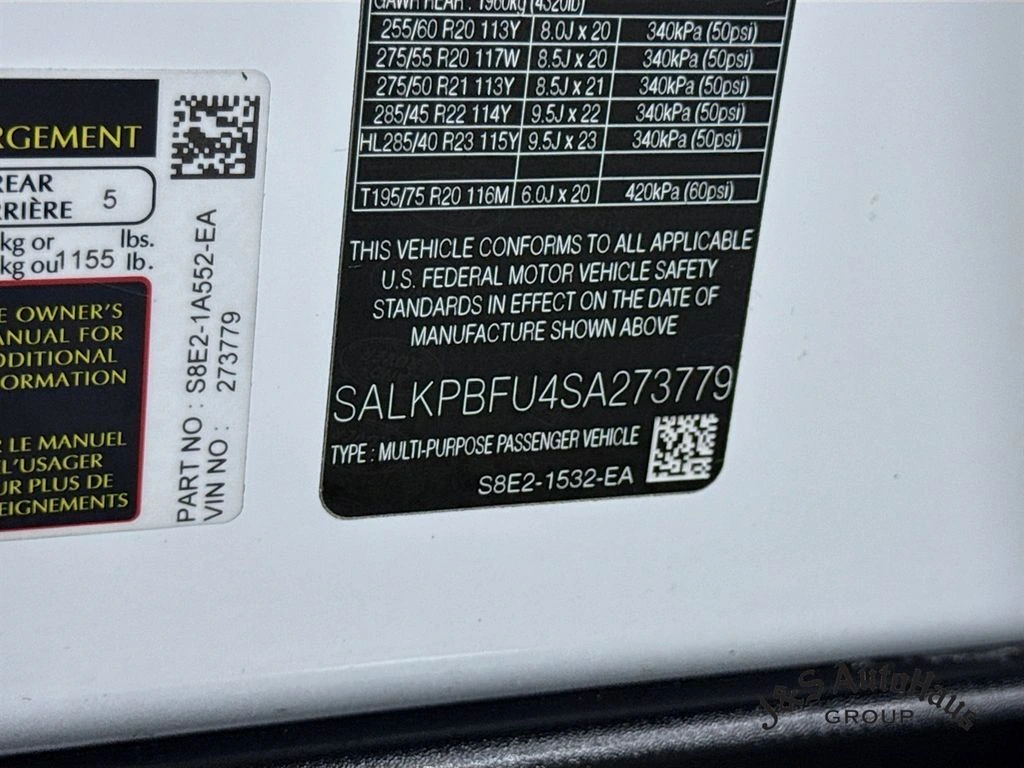 RGEMENT
REAR
RRIÈRE 5
kg or lbs.
kg ou 1155 lb.
E OWNER'S
ANUAL FOR
DDITIONAL
FORMATION
R LE MANUEL
L'USAGER
UR PLUS DE
EIGNEMENTS
PART NO : S8E2-1A552-EA
VIN NO : 273779
GAWR REAR : 1960kg (4320lb)
255/60 R20 113Y 8.0J x 20 340kPa (50psi)
275/55 R20 117W 8.5J x 20 340kPa (50psi)
275/50 R21 113Y 8.5J x 21 340kPa (50psi)
285/45 R22 114Y 9.5J x 22 340kPa (50psi)
HL285/40 R23 115Y 9.5J x 23 340kPa (50psi)
T195/75 R20 116M 6.0J x 20 420kPa (60psi)
THIS VEHICLE CONFORMS TO ALL APPLICABLE
U.S. FEDERAL MOTOR VEHICLE SAFETY
STANDARDS IN EFFECT ON THE DATE OF
MANUFACTURE SHOWN ABOVE
SALKPBFU4SA273779
TYPE : MULTI-PURPOSE PASSENGER VEHICLE
S8E2-1532-EA
J&S AutoHaus
GROUP